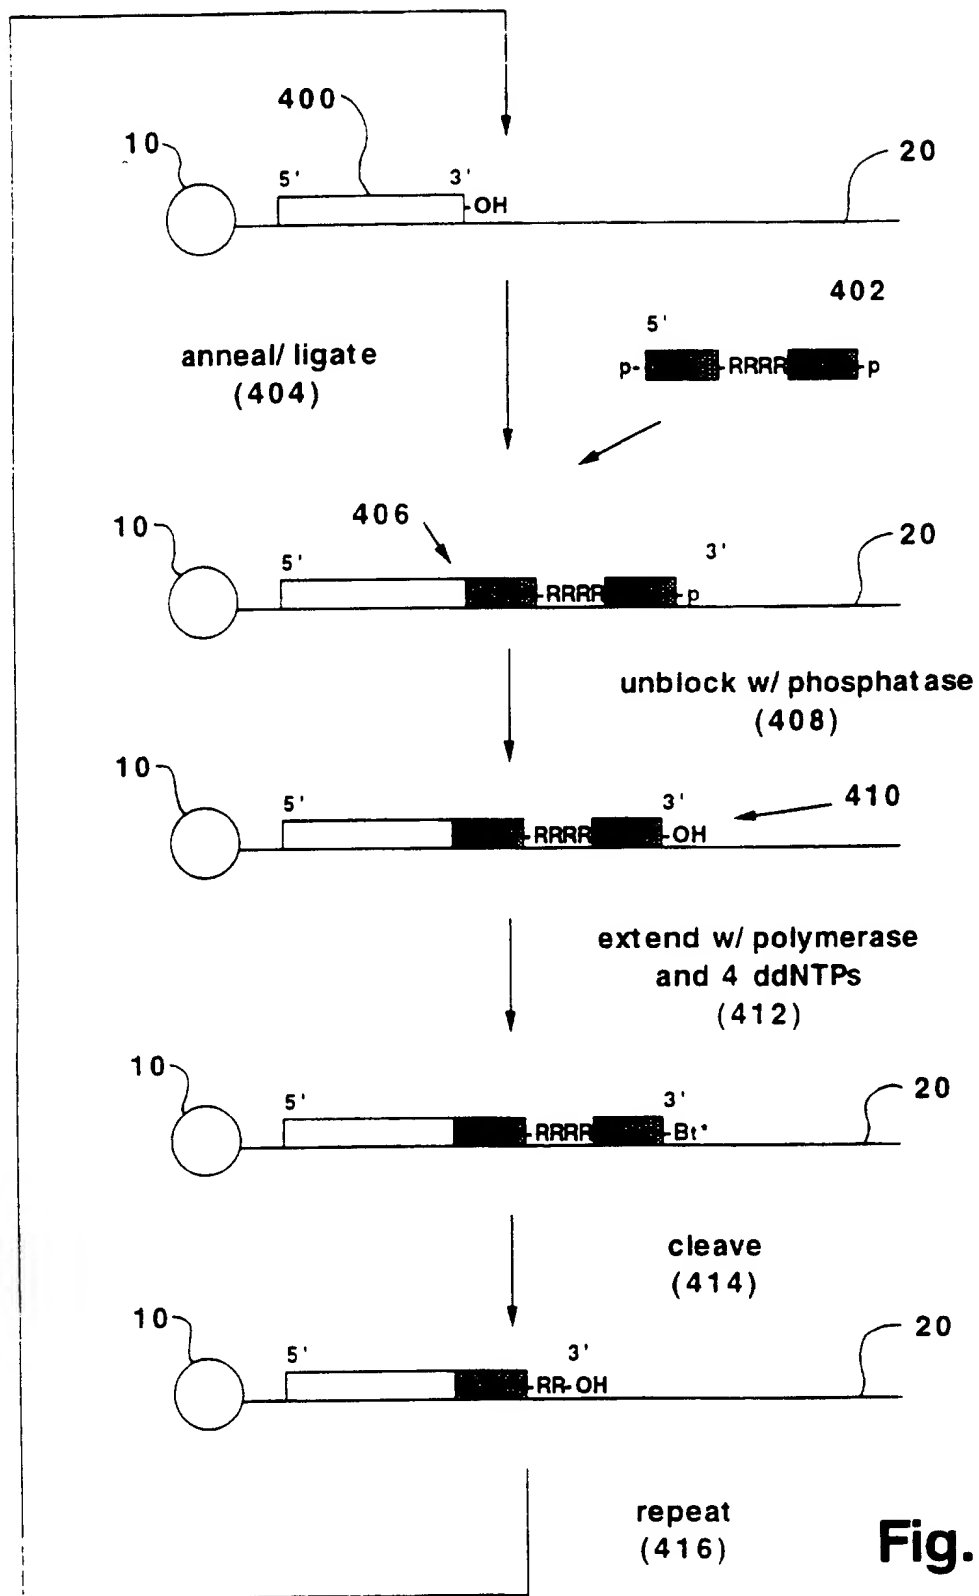 400
10
20
5'
3'
-OH
402
5'
anneal/ligate
(404)
p-
-RRRR
-p
406
10
20
5'
3'
-RRRR
-p
unblock w/ phosphatase
(408)
10
5'
3'
410
-RRRR
-OH
extend w/ polymerase
and 4 ddNTPs
(412)
10
20
5'
3'
-RRRR
-Bt*
cleave
(414)
10
20
5'
3'
-RR-OH
repeat
(416)
Fig.